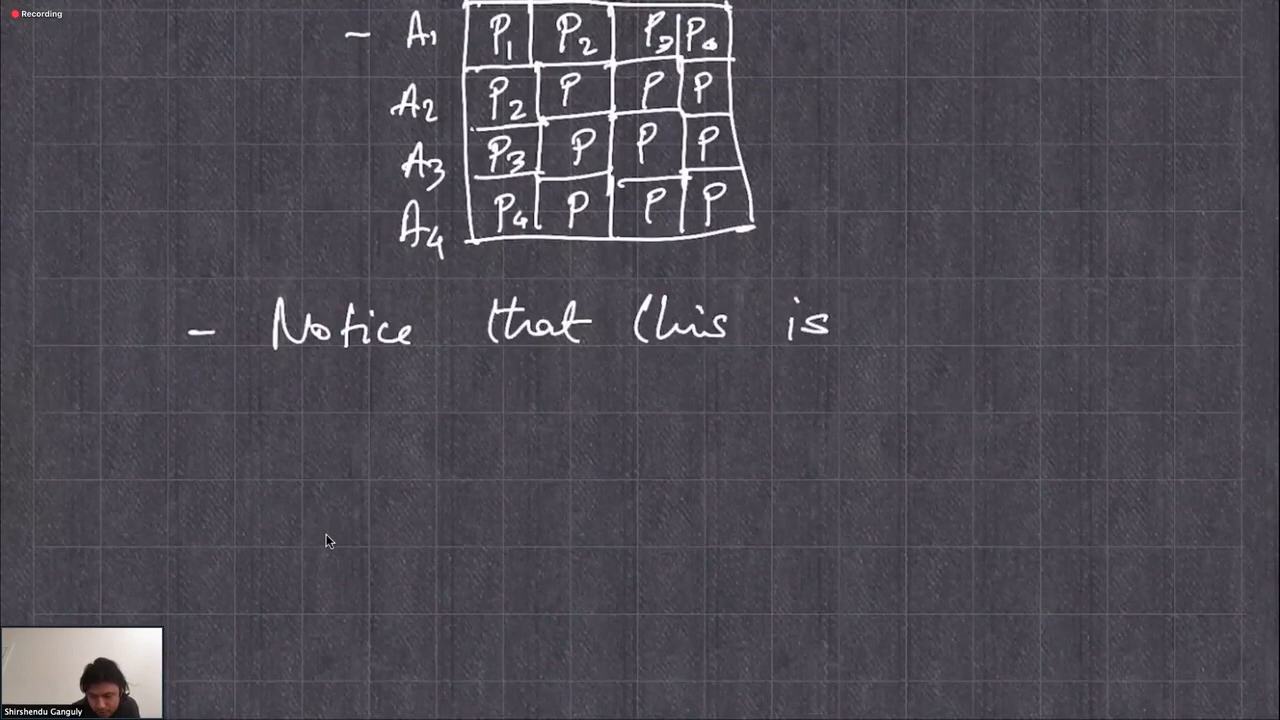 Recording
- A1 P1 P2 P3 P4
A2 P2 P P P
A3 P3 P P P
A4 P4 P P P
- Notice that this is
Shirshendu Ganguly